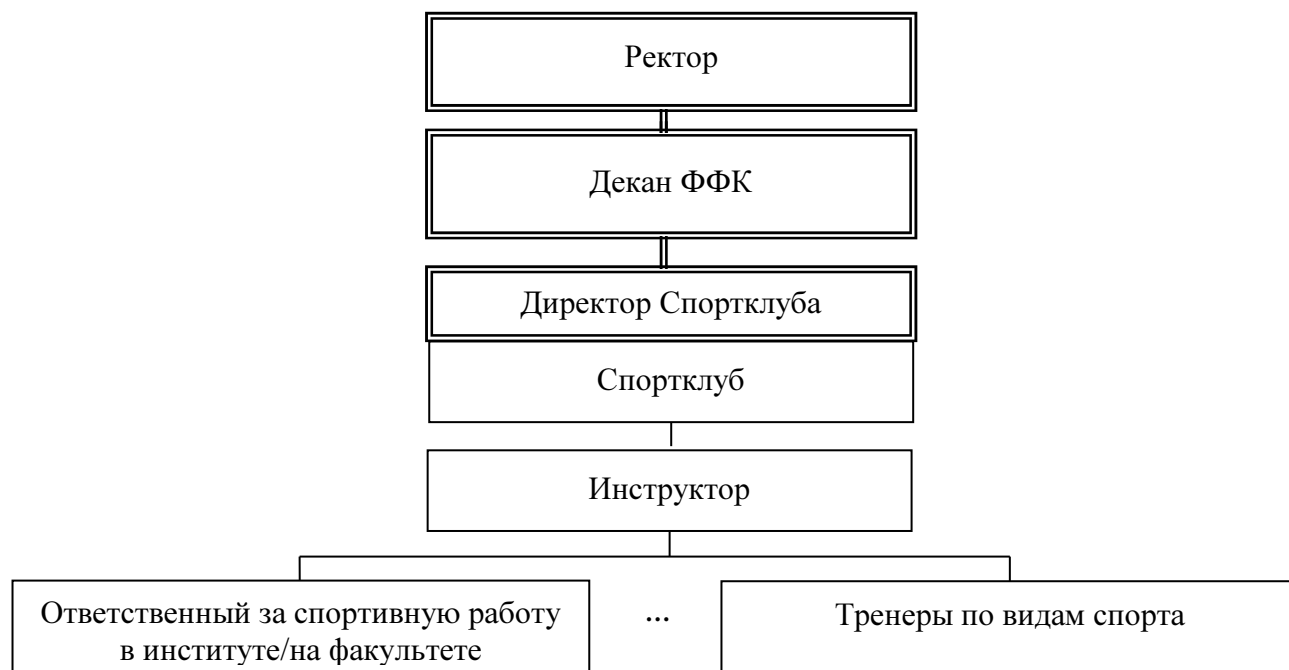 Ректор
Декан ФФК
Директор Спортклуба
Спортклуб
Инструктор
Ответственный за спортивную работу
в институте/на факультете
...
Тренеры по видам спорта